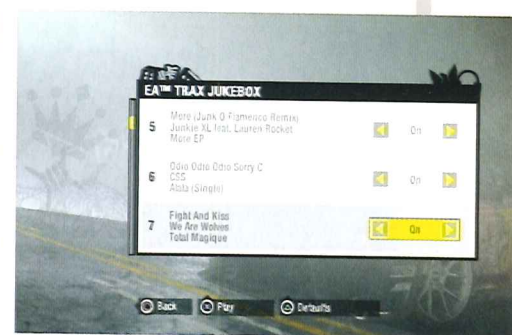 EA™ TRAX JUKEBOX
5
More (Junk O Flamenco Remix)
Junkie XL feat. Lauren Rocket
More EP
On
6
Odio Odio Odio Sorry C
CSS
Alala (Single)
On
7
Fight And Kiss
We Are Wolves
Total Magique
On
Back
Play
Defaults